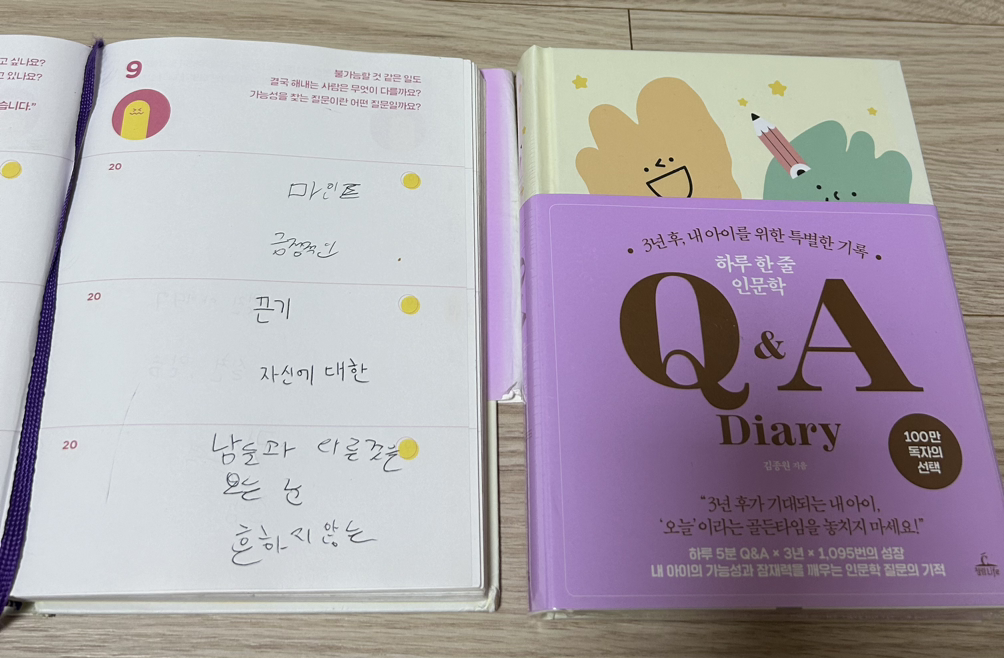 고 싶나요?
고 있나요?
습니다."
9
불가능할 것 같은 일도
결국 해내는 사람은 무엇이 다를까요?
가능성을 찾는 질문이란 어떤 질문일까요?
20
마인드
긍정적인
20
끈기
자신에 대한
20
남들과 다른 것을
보는 눈
흔하지 않는
3년 후, 내 아이를 위한 특별한 기록
하루 한 줄
인문학
Q & A
Diary
100만
독자의
선택
김종원 지음
"3년 후가 기대되는 내 아이,
'오늘'이라는 골든타임을 놓치지 마세요!"
하루 5분 Q&A × 3년 × 1,095번의 성장
내 아이의 가능성과 잠재력을 깨우는 인문학 질문의 기적